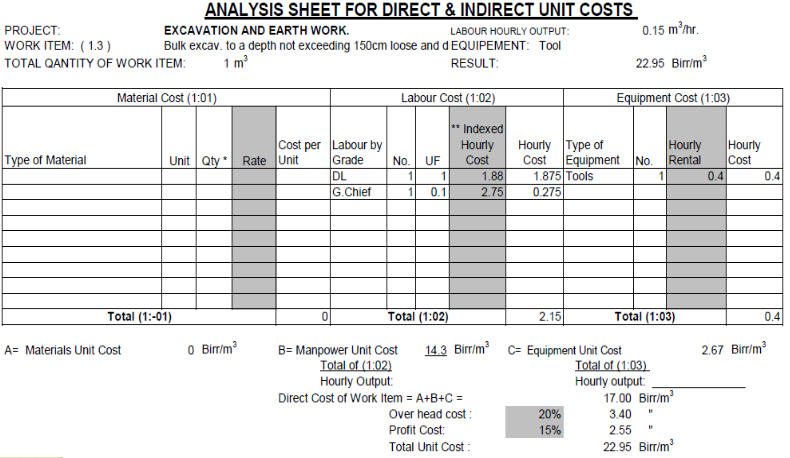 ANALYSIS SHEET FOR DIRECT & INDIRECT UNIT COSTS
PROJECT: EXCAVATION AND EARTH WORK. LABOUR HOURLY OUTPUT: 0.15 m³/hr.
WORK ITEM: ( 1.3 ) Bulk excav. to a depth not exceeding 150cm loose and d EQUIPEMENT: Tool
TOTAL QANTITY OF WORK ITEM: 1 m³ RESULT: 22.95 Birr/m³
Material Cost (1:01) Labour Cost (1:02) Equipment Cost (1:03)
Type of Material Unit Qty * Rate Cost per Unit Labour by Grade No. UF ** Indexed Hourly Cost Hourly Cost Type of Equipment No. Hourly Rental Hourly Cost
DL 1 1 1.88 1.875 Tools 1 0.4 0.4
G.Chief 1 0.1 2.75 0.275
Total (1:-01) 0 Total (1:02) 2.15 Total (1:03) 0.4
A= Materials Unit Cost 0 Birr/m³ B= Manpower Unit Cost 14.3 Birr/m³ C= Equipment Unit Cost 2.67 Birr/m³
Total of (1:02) Total of (1:03)
Hourly Output: Hourly output:
Direct Cost of Work Item = A+B+C = 17.00 Birr/m³
Over head cost : 20% 3.40 "
Profit Cost: 15% 2.55 "
Total Unit Cost : 22.95 Birr/m³